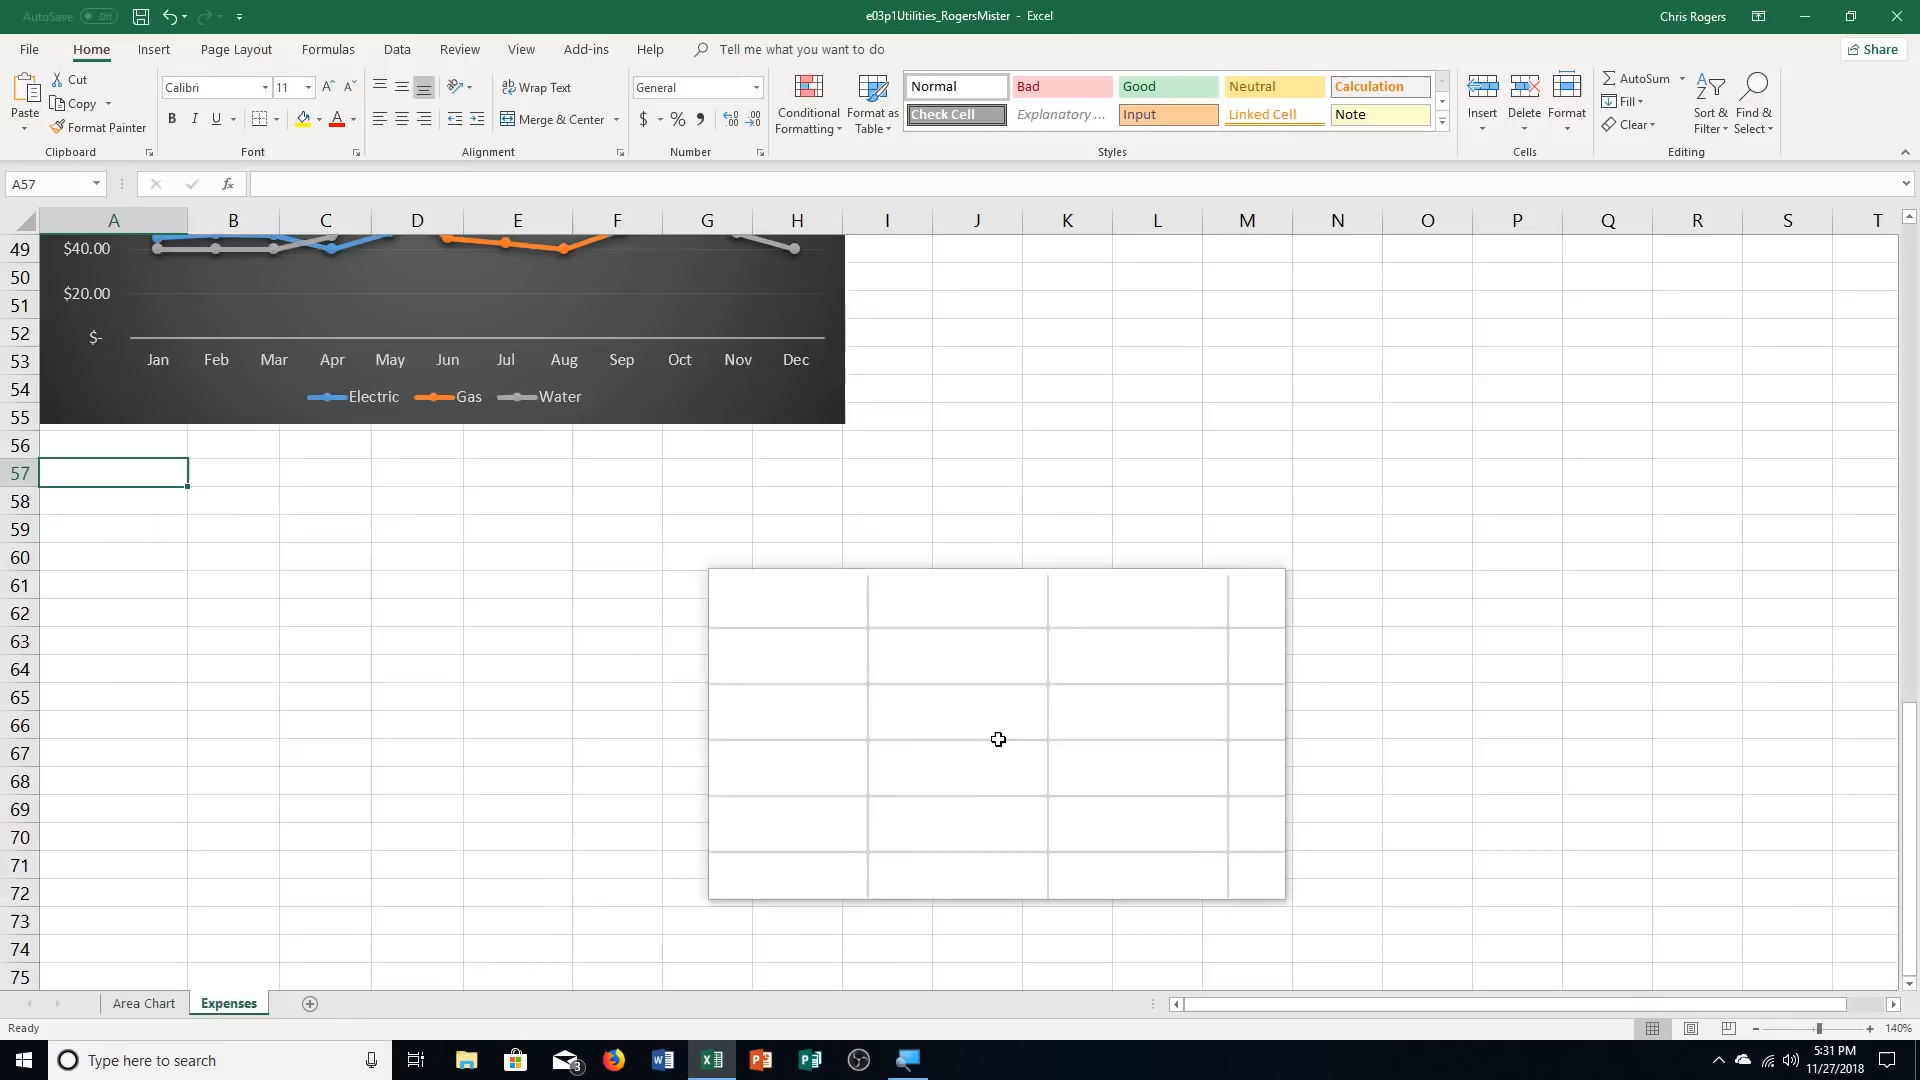 AutoSave Off
e03p1Utilities_RogersMister - Excel
Chris Rogers
File Home Insert Page Layout Formulas Data Review View Add-ins Help Tell me what you want to do Share
Paste
Cut
Copy
Format Painter
Clipboard
Calibri 11
B I U
Font
Wrap Text
Merge & Center
Alignment
General
$ % ,
Number
Conditional Formatting
Format as Table
Normal Bad Good Neutral Calculation
Check Cell Explanatory ... Input Linked Cell Note
Styles
Insert Delete Format
Cells
AutoSum
Fill
Clear
Sort & Filter
Find & Select
Editing
A57 fx
A B C D E F G H I J K L M N O P Q R S T
49 $40.00
50
51 $20.00
52 $-
53 Jan Feb Mar Apr May Jun Jul Aug Sep Oct Nov Dec
54 Electric Gas Water
55
56
57
58
59
60
61
62
63
64
65
66
67
68
69
70
71
72
73
74
75
Area Chart Expenses
Ready 140%
Type here to search
3
5:31 PM
11/27/2018